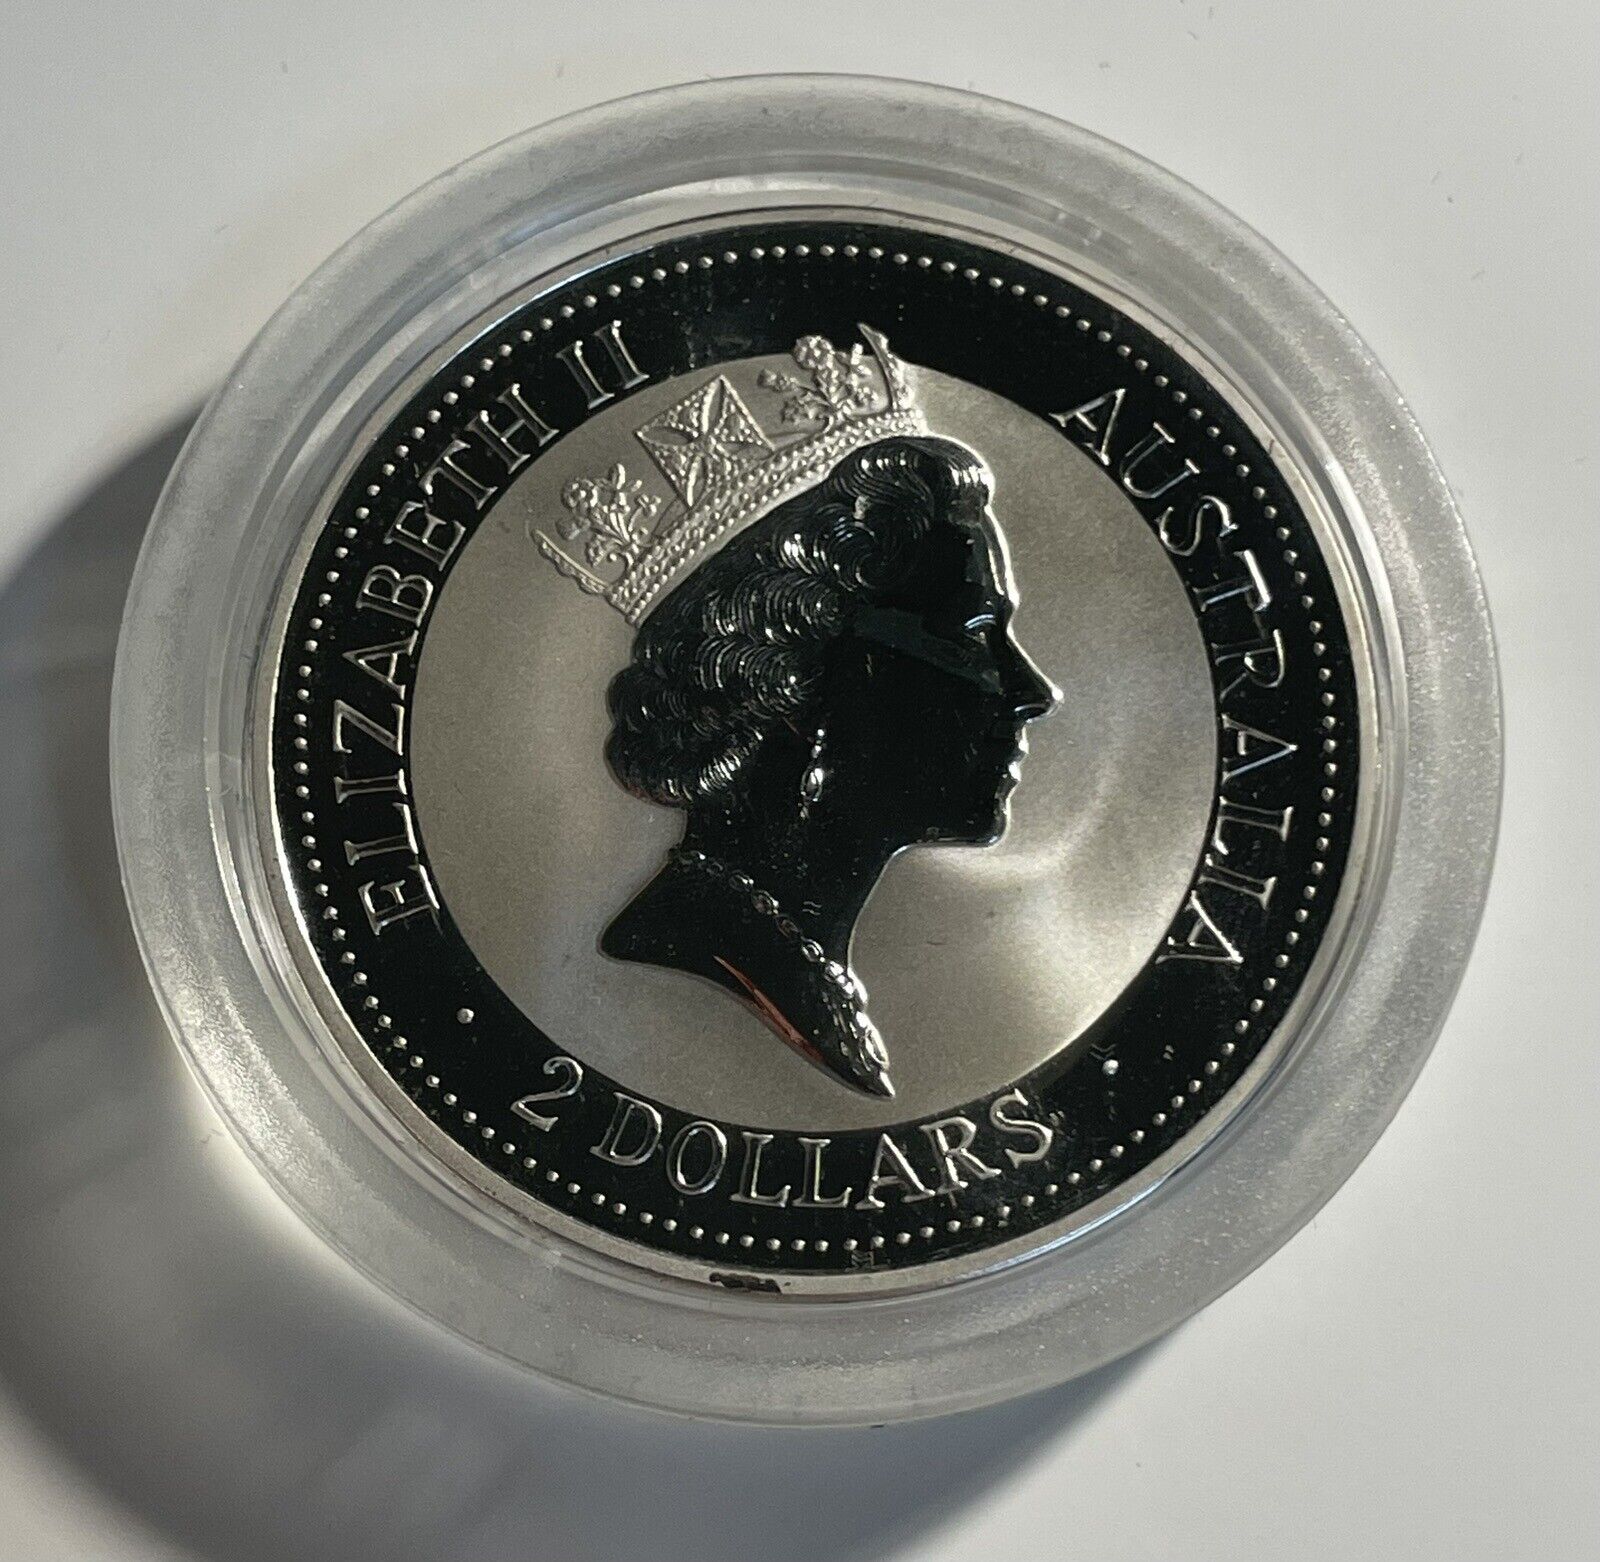 ELIZABETH II
AUSTRALIA
2 DOLLARS